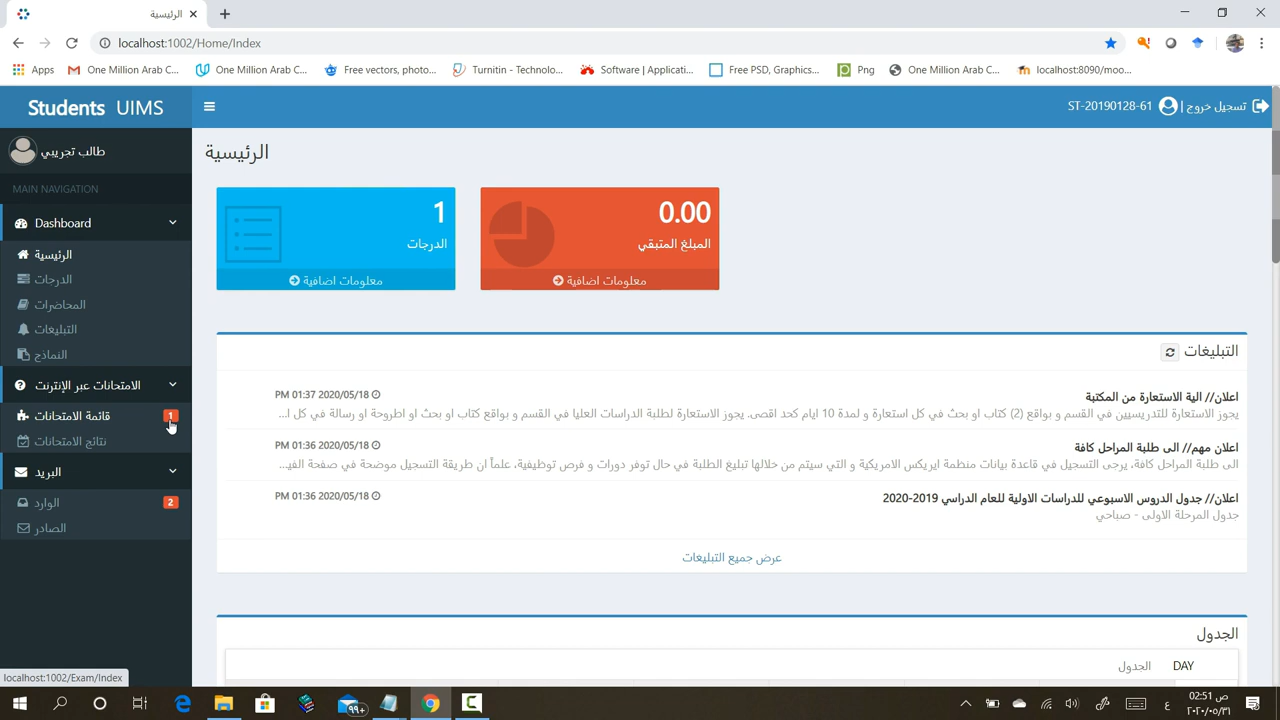 الرئيسية
localhost:1002/Home/Index
Apps
One Million Arab C...
One Million Arab C...
Free vectors, photo...
Turnitin - Technolo...
Software | Applicati...
Free PSD, Graphics...
Png
One Million Arab C...
localhost:8090/moo...
Students UIMS
ST-20190128-61
تسجيل خروج |
طالب تجريبي
MAIN NAVIGATION
Dashboard
الرئيسية
الدرجات
المحاضرات
التبليغات
النماذج
الامتحانات عبر الإنترنت
قائمة الامتحانات
1
نتائج الامتحانات
البريد
الوارد
2
الصادر
الرئيسية
1
الدرجات
معلومات اضافية
0.00
المبلغ المتبقي
معلومات اضافية
التبليغات
اعلان// الية الاستعارة من المكتبة
PM 01:37 2020/05/18
يجوز الاستعارة للتدريسيين في القسم و بواقع (2) كتاب او بحث في كل استعارة و لمدة 10 ايام كحد اقصى. يجوز الاستعارة لطلبة الدراسات العليا في القسم و بواقع كتاب او بحث او اطروحة او رسالة في كل ا...
اعلان مهم// الى طلبة المراحل كافة
PM 01:36 2020/05/18
الى طلبة المراحل كافة، يرجى التسجيل في قاعدة بيانات منظمة ايريكس الامريكية و التي سيتم من خلالها تبليغ الطلبة في حال توفر دورات و فرص توظيفية، علماً ان طريقة التسجيل موضحة في صفحة الفي...
اعلان// جدول الدروس الاسبوعي للدراسات الاولية للعام الدراسي 2019-2020
PM 01:36 2020/05/18
جدول المرحلة الاولى - صباحي
عرض جميع التبليغات
الجدول
DAY
الجدول
localhost:1002/Exam/Index
99+
ع
02:51 ص
٢٠٢٠/٠٥/٣١